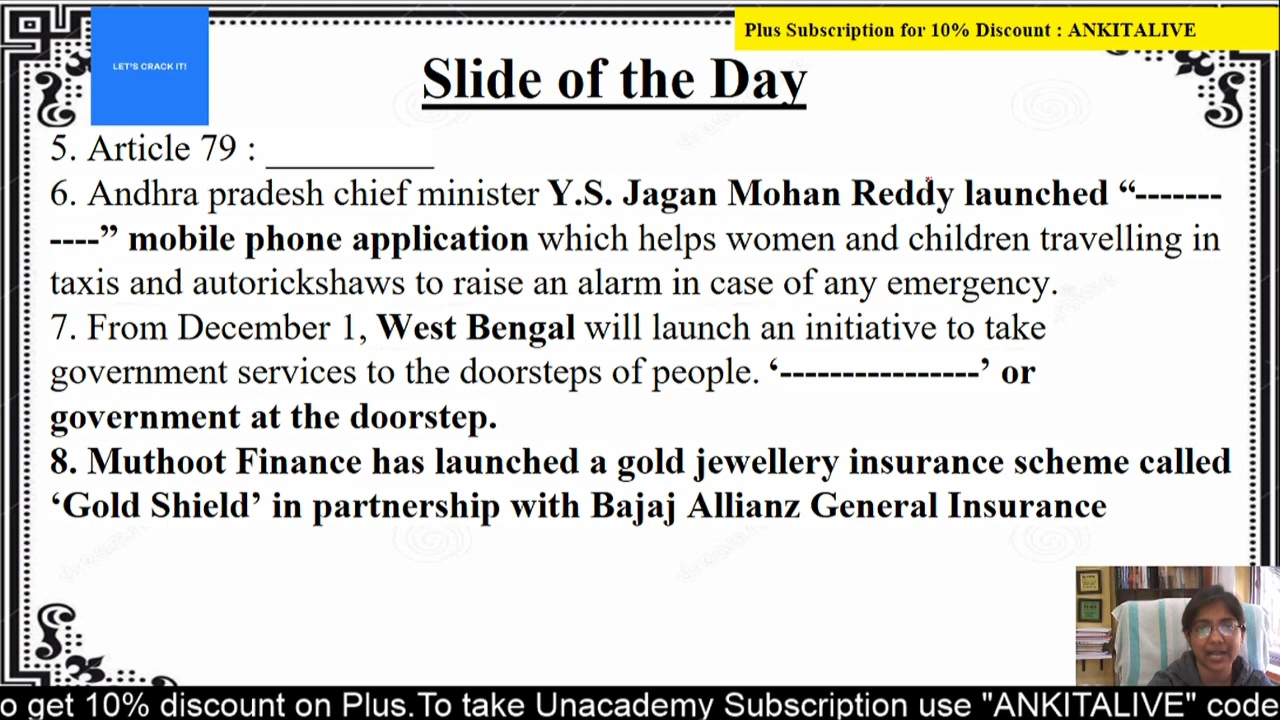 Plus Subscription for 10% Discount : ANKITALIVE
LET'S CRACK IT!
Slide of the Day
5. Article 79 : __________
6. Andhra pradesh chief minister Y.S. Jagan Mohan Reddy launched “-------
----” mobile phone application which helps women and children travelling in
taxis and autorickshaws to raise an alarm in case of any emergency.
7. From December 1, West Bengal will launch an initiative to take
government services to the doorsteps of people. ‘----------------’ or
government at the doorstep.
8. Muthoot Finance has launched a gold jewellery insurance scheme called
‘Gold Shield’ in partnership with Bajaj Allianz General Insurance
o get 10% discount on Plus.To take Unacademy Subscription use "ANKITALIVE" code